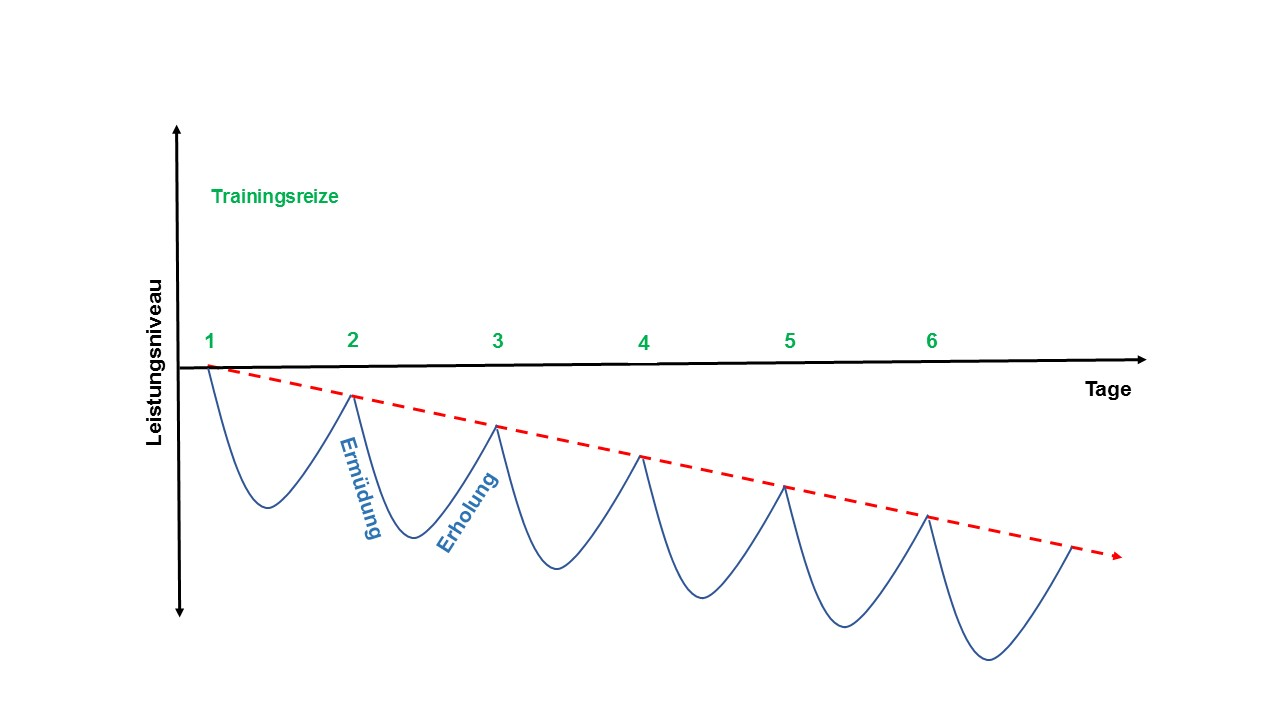 Trainingsreize
Leistungsniveau
1 2 3 4 5 6
Tage
Ermüdung
Erholung